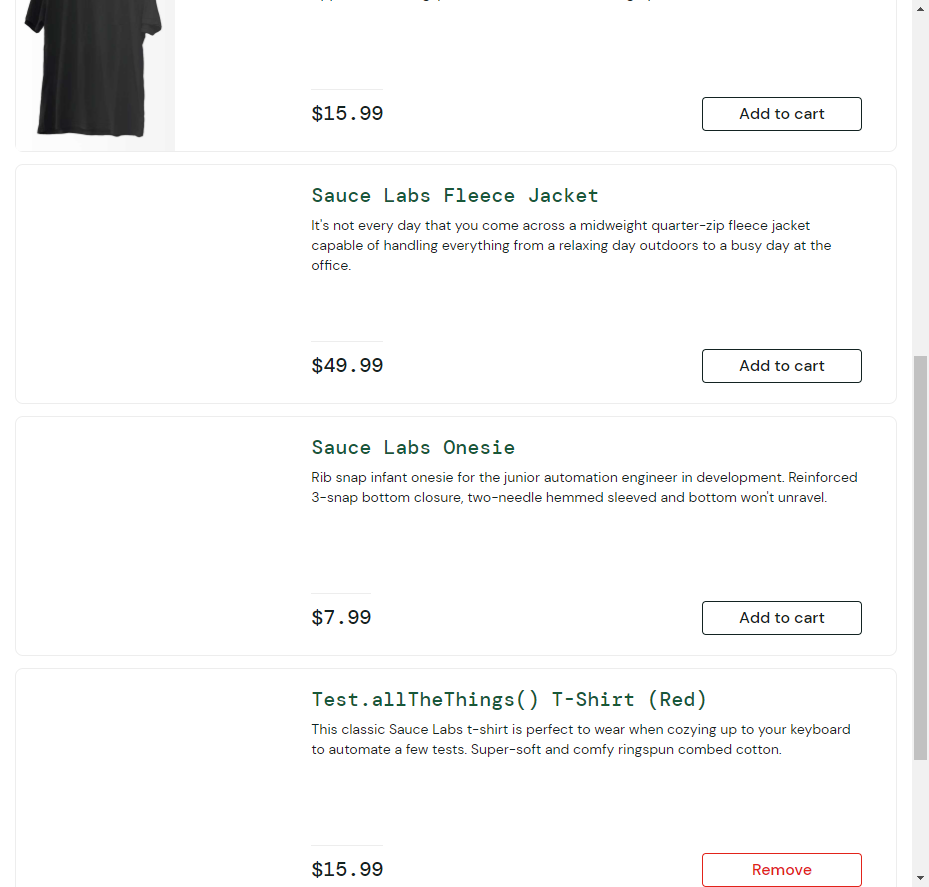 $15.99
Add to cart
Sauce Labs Fleece Jacket
It's not every day that you come across a midweight quarter-zip fleece jacket
capable of handling everything from a relaxing day outdoors to a busy day at the
office.
$49.99
Add to cart
Sauce Labs Onesie
Rib snap infant onesie for the junior automation engineer in development. Reinforced
3-snap bottom closure, two-needle hemmed sleeved and bottom won't unravel.
$7.99
Add to cart
Test.allTheThings() T-Shirt (Red)
This classic Sauce Labs t-shirt is perfect to wear when cozying up to your keyboard
to automate a few tests. Super-soft and comfy ringspun combed cotton.
$15.99
Remove